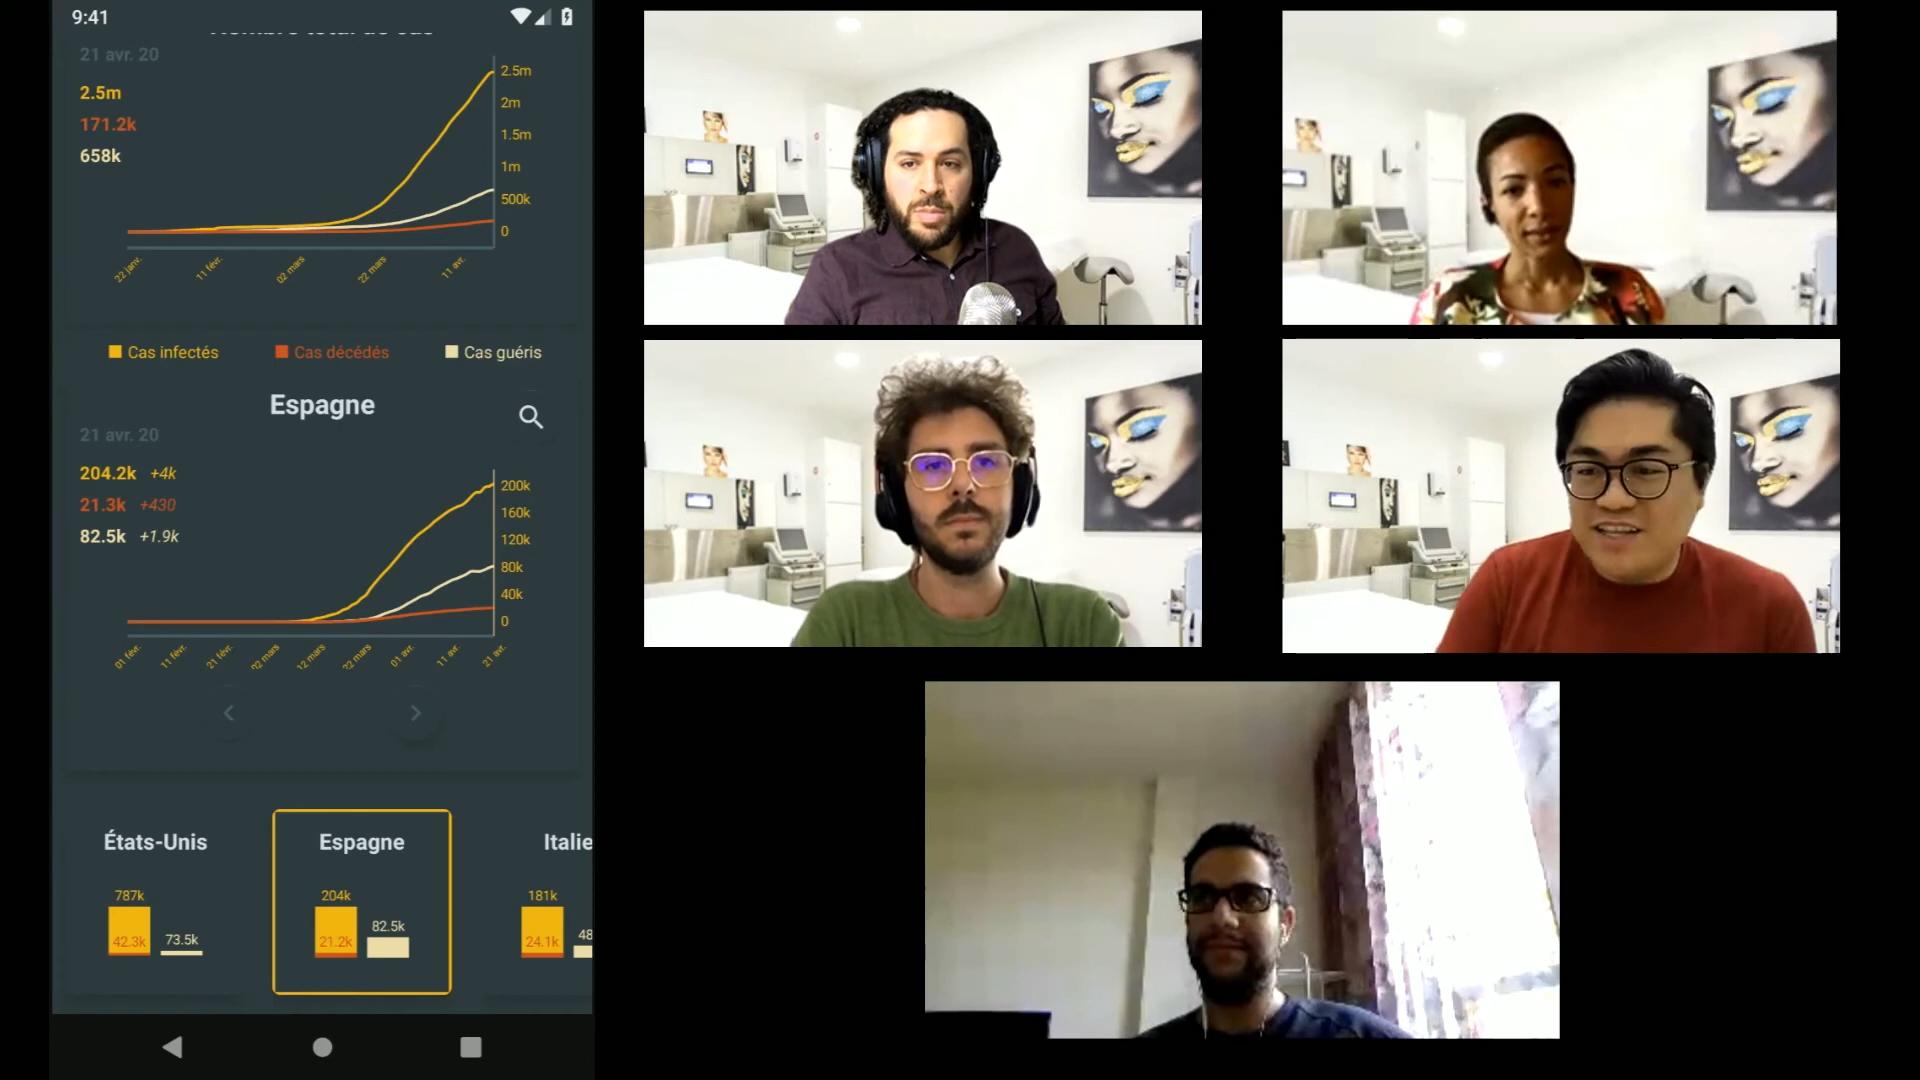 9:41
21 avr. 20
2.5m
171.2k
658k
2.5m
2m
1.5m
1m
500k
0
22 janv.
11 févr.
02 mars
22 mars
11 avr.
Cas infectés
Cas décédés
Cas guéris
Espagne
21 avr. 20
204.2k +4k
21.3k +430
82.5k +1.9k
200k
160k
120k
80k
40k
0
01 févr.
11 févr.
21 févr.
02 mars
12 mars
22 mars
01 avr.
11 avr.
21 avr.
États-Unis
787k
42.3k
73.5k
Espagne
204k
21.2k
82.5k
Italie
181k
24.1k
48